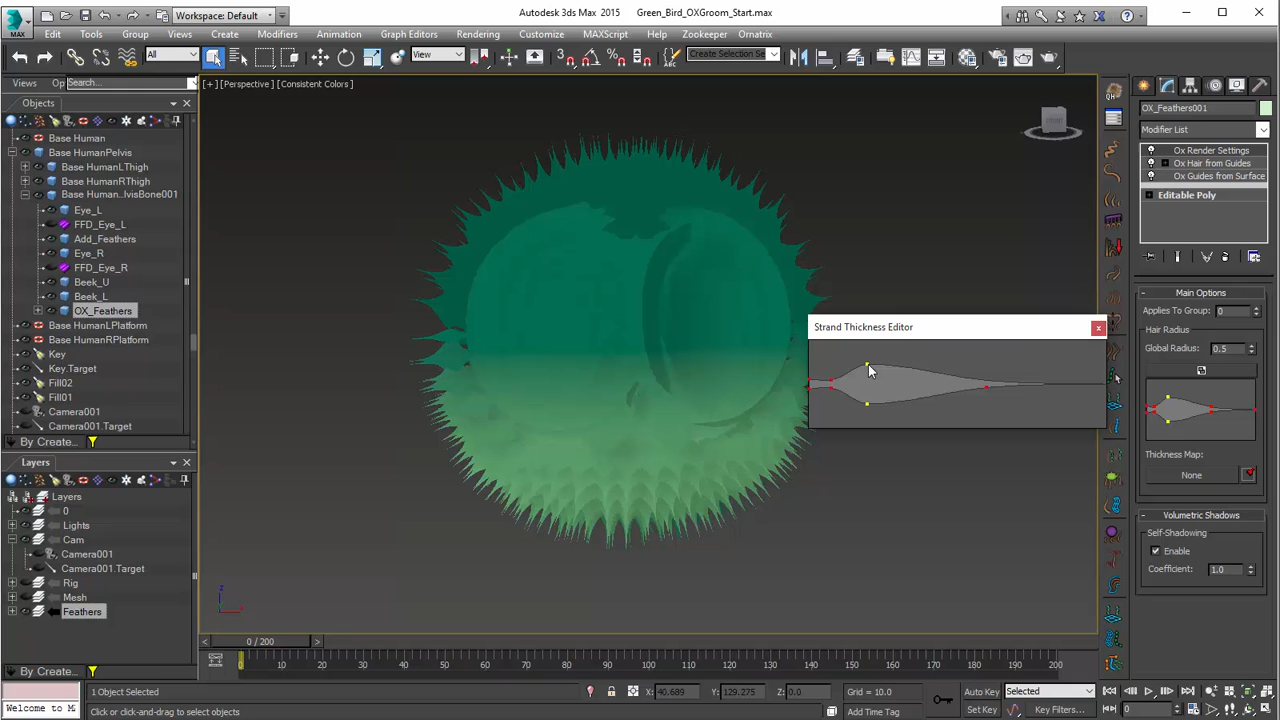 Workspace: Default
Autodesk 3ds Max 2015 Green_Bird_OXGroom_Start.max
MAX
Edit Tools Group Views Create Modifiers Animation Graph Editors Rendering Customize MAXScript Help Zookeeper Ornatrix
All
View
Create Selection Se
Views Op Search...
[+] [Perspective] [Consistent Colors]
Objects
Base Human
Base HumanPelvis
Base HumanLThigh
Base HumanRThigh
Base Human..lvisBone001
Eye_L
FFD_Eye_L
Add_Feathers
Eye_R
FFD_Eye_R
Beek_U
Beek_L
OX_Feathers
Base HumanLPlatform
Base HumanRPlatform
Key
Key.Target
Fill02
Fill01
Camera001
Camera001.Target
By Create...
Layers
Layers
0
Lights
Cam
Camera001
Camera001.Target
Rig
Mesh
Feathers
By Create...
Strand Thickness Editor
OX_Feathers001
Modifier List
Ox Render Settings
Ox Hair from Guides
Ox Guides from Surface
Editable Poly
Main Options
Applies To Group: 0
Hair Radius
Global Radius: 0.5
Thickness Map:
None
Volumetric Shadows
Self-Shadowing
Enable
Coefficient: 1.0
0 / 200
0 10 20 30 40 50 60 70 80 90 100 110 120 130 140 150 160 170 180 190 200
1 Object Selected
X: 40.689 Y: 129.275 Z: 0.0 Grid = 10.0
Auto Key Selected
Welcome to M
Click or click-and-drag to select objects
Add Time Tag
Set Key Key Filters...
0